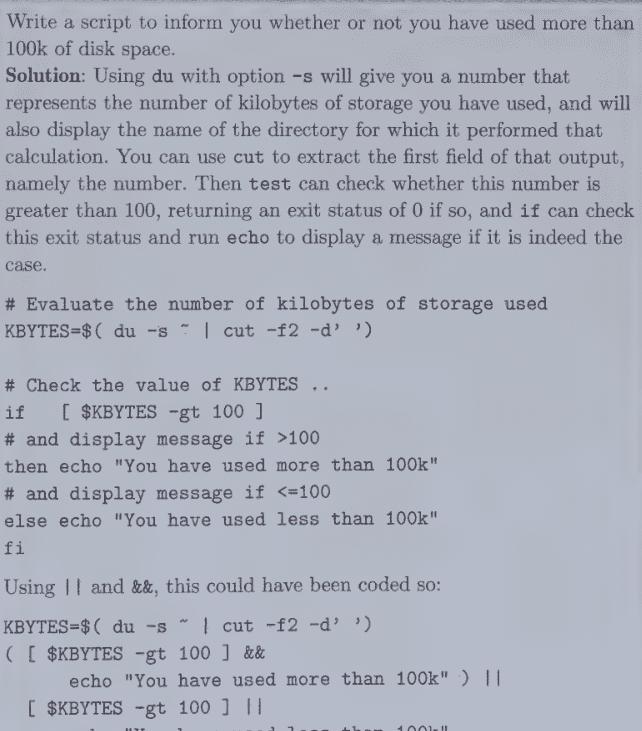 Write a script to inform you whether or not you have used more than
100k of disk space.
Solution: Using du with option -s will give you a number that
represents the number of kilobytes of storage you have used, and will
also display the name of the directory for which it performed that
calculation. You can use cut to extract the first field of that output,
namely the number. Then test can check whether this number is
greater than 100, returning an exit status of 0 if so, and if can check
this exit status and run echo to display a message if it is indeed the
case.
# Evaluate the number of kilobytes of storage used
KBYTES=$( du -s ~ | cut -f2 -d' ')
# Check the value of KBYTES ..
if [ $KBYTES -gt 100 ]
# and display message if >100
then echo "You have used more than 100k"
# and display message if <=100
else echo "You have used less than 100k"
fi
Using || and &&, this could have been coded so:
KBYTES=$( du -s ~ | cut -f2 -d' ')
( [ $KBYTES -gt 100 ] &&
echo "You have used more than 100k" ) ||
[ $KBYTES -gt 100 ] ||
"You have used less than 100k"